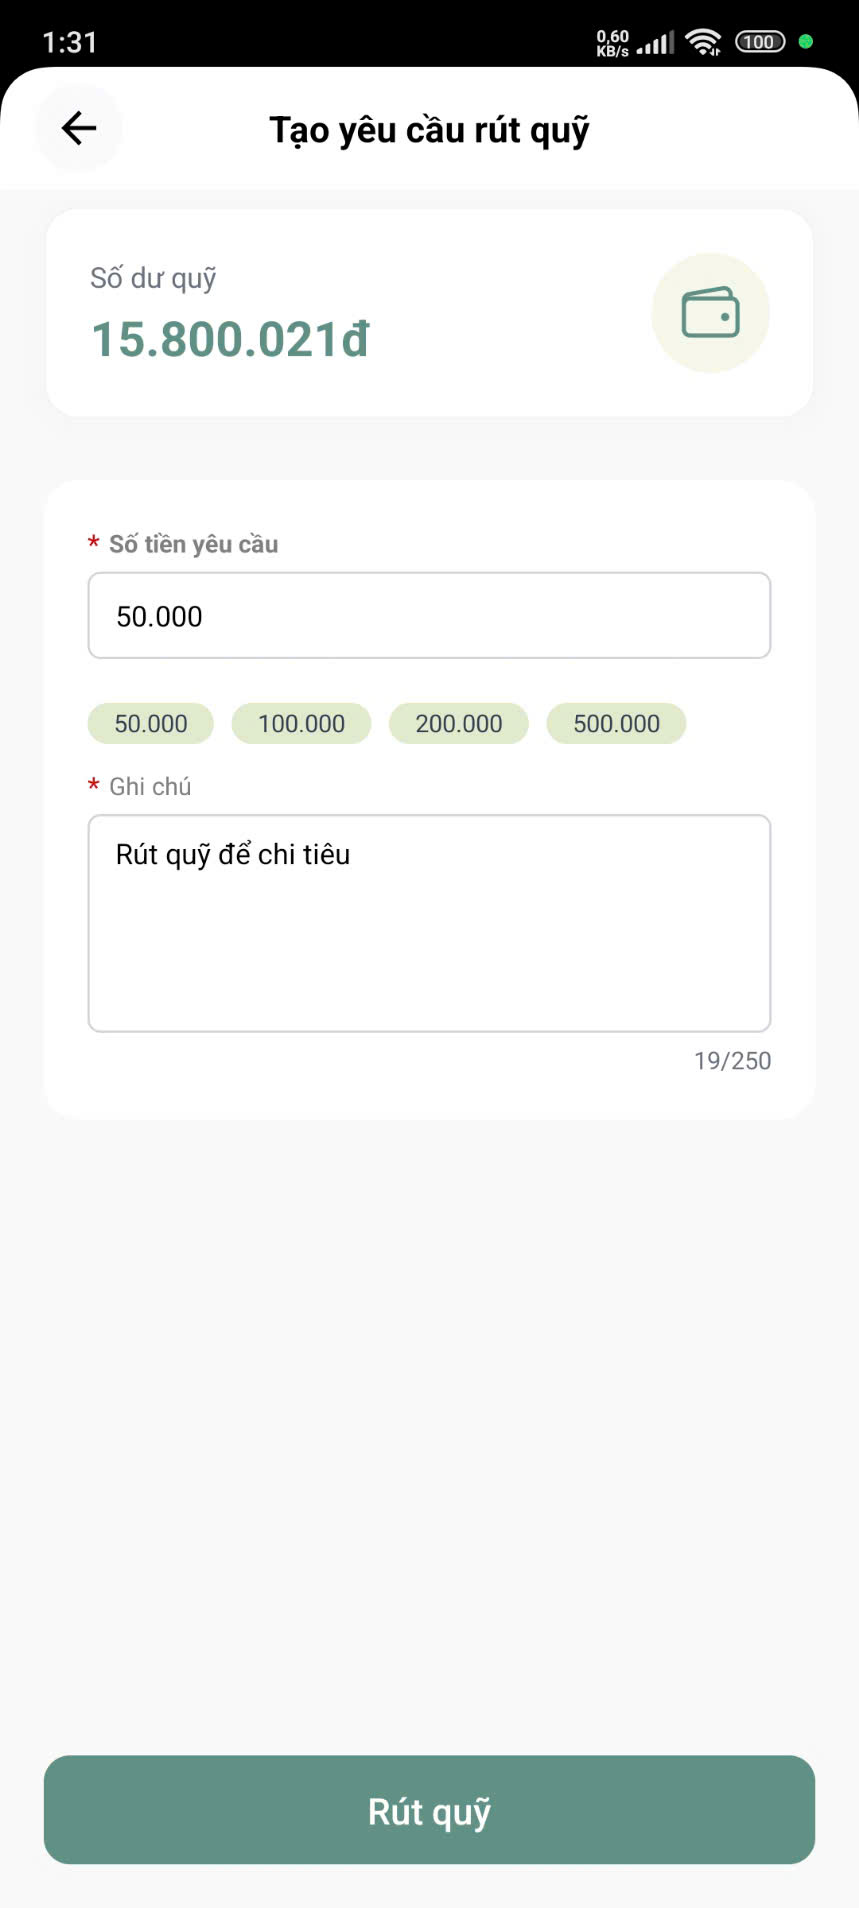 1:31
0,60
KB/s
100
Tạo yêu cầu rút quỹ
Số dư quỹ
15.800.021đ
* Số tiền yêu cầu
50.000
50.000 100.000 200.000 500.000
* Ghi chú
Rút quỹ để chi tiêu
19/250
Rút quỹ